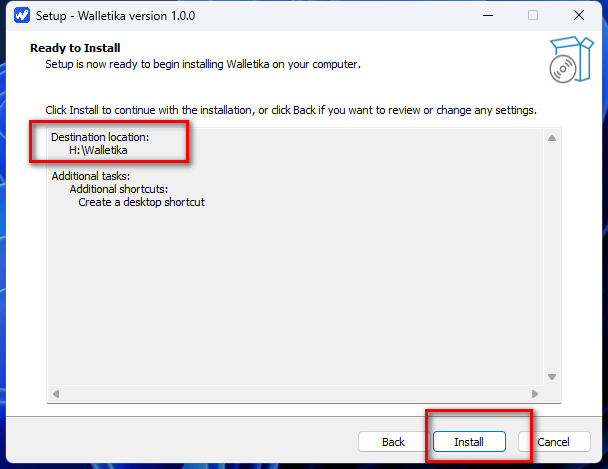 Setup - Walletika version 1.0.0
Ready to Install
Setup is now ready to begin installing Walletika on your computer.
Click Install to continue with the installation, or click Back if you want to review or change any settings.
Destination location:
H:\Walletika
Additional tasks:
Additional shortcuts:
Create a desktop shortcut
Back
Install
Cancel